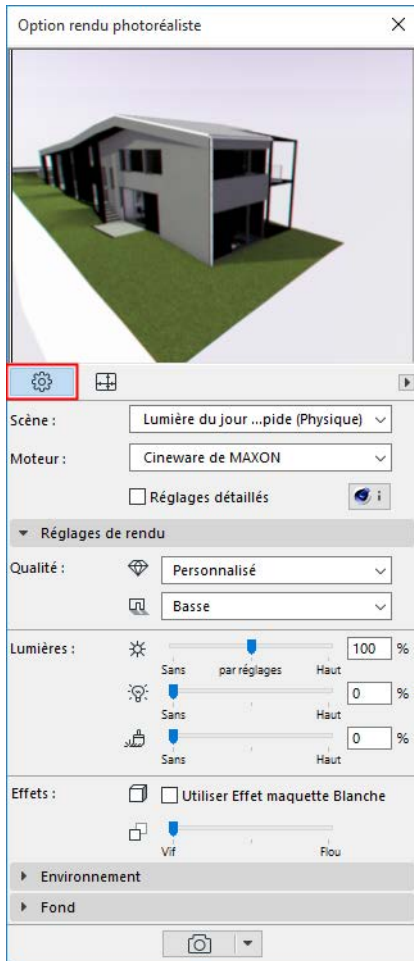 Option rendu photoréaliste
Scène :
Lumière du jour ...pide (Physique)
Moteur :
Cineware de MAXON
Réglages détaillés
i
Réglages de rendu
Qualité :
Personnalisé
Basse
Lumières :
100 %
Sans par réglages Haut
0 %
Sans Haut
0 %
Sans Haut
Effets :
Utiliser Effet maquette Blanche
Vif Flou
Environnement
Fond